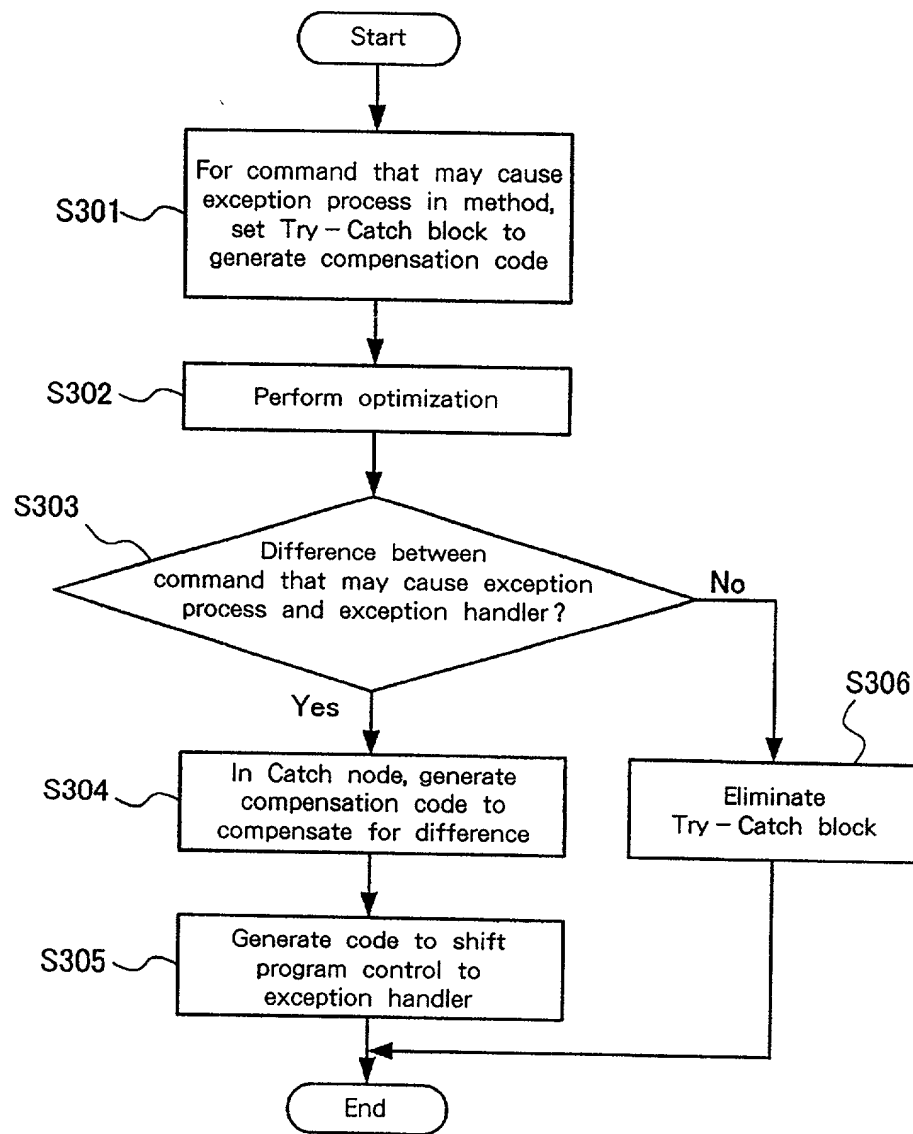 Start
S301
For command that may cause
exception process in method,
set Try-Catch block to
generate compensation code
S302
Perform optimization
S303
Difference between
command that may cause exception
process and exception handler?
No
Yes
S306
S304
In Catch node, generate
compensation code to
compensate for difference
Eliminate
Try-Catch block
S305
Generate code to shift
program control to
exception handler
End